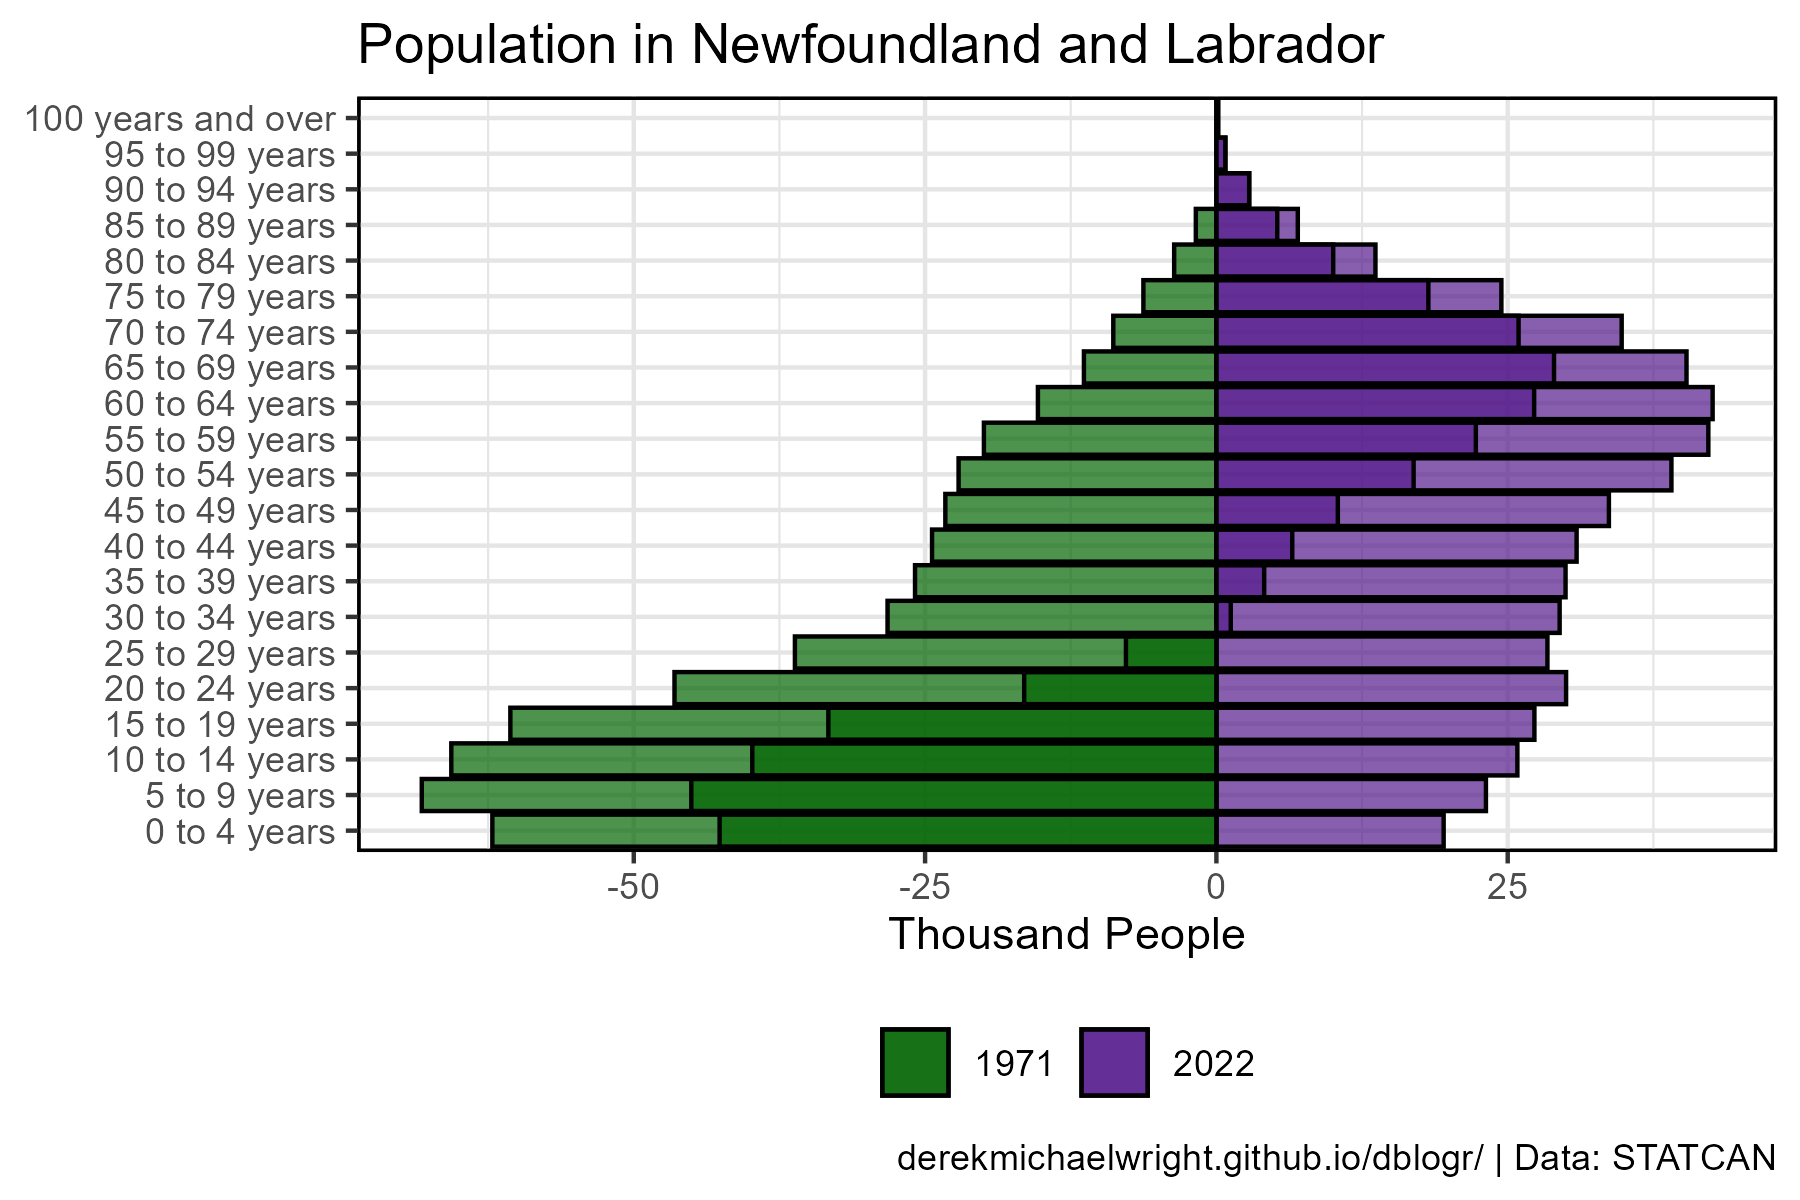 Population in Newfoundland and Labrador
100 years and over
95 to 99 years
90 to 94 years
85 to 89 years
80 to 84 years
75 to 79 years
70 to 74 years
65 to 69 years
60 to 64 years
55 to 59 years
50 to 54 years
45 to 49 years
40 to 44 years
35 to 39 years
30 to 34 years
25 to 29 years
20 to 24 years
15 to 19 years
10 to 14 years
5 to 9 years
0 to 4 years
-50 -25 0 25
Thousand People
1971 2022
derekmichaelwright.github.io/dblogr/ | Data: STATCAN